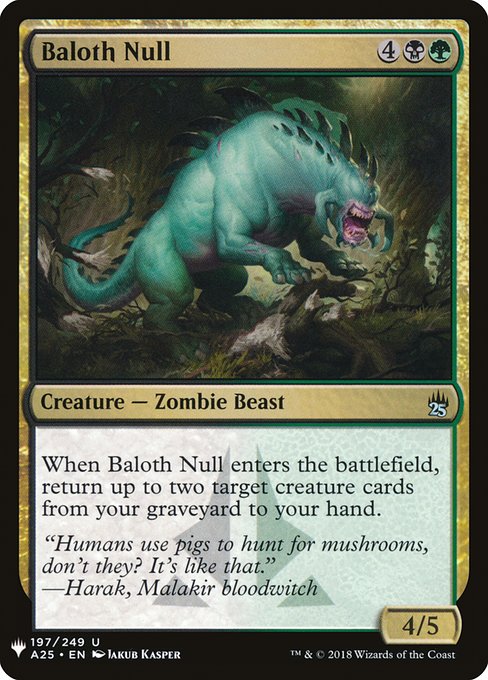 Baloth Null 4
Creature — Zombie Beast
25
When Baloth Null enters the battlefield,
return up to two target creature cards
from your graveyard to your hand.
“Humans use pigs to hunt for mushrooms,
don’t they? It’s like that.”
—Harak, Malakir bloodwitch
4/5
197/249 U
A25 • EN Jakub Kasper
™ & © 2018 Wizards of the Coast